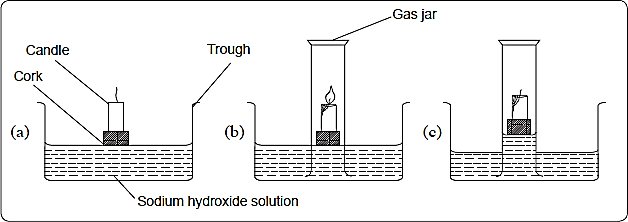 Gas jar
Candle
Trough
Cork
(a)
(b)
(c)
Sodium hydroxide solution